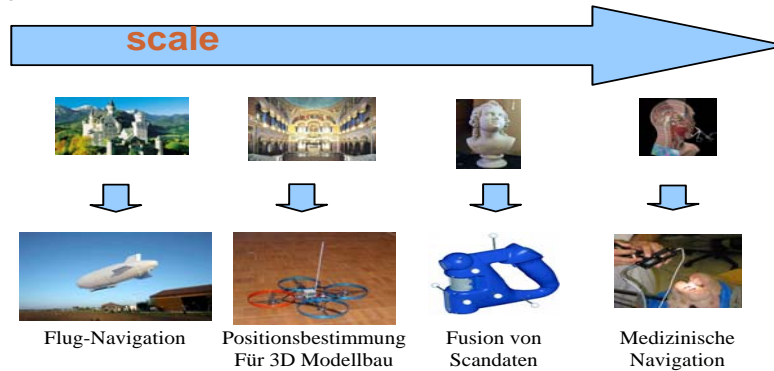 scale
Flug-Navigation
Positionsbestimmung
Für 3D Modellbau
Fusion von
Scandaten
Medizinische
Navigation